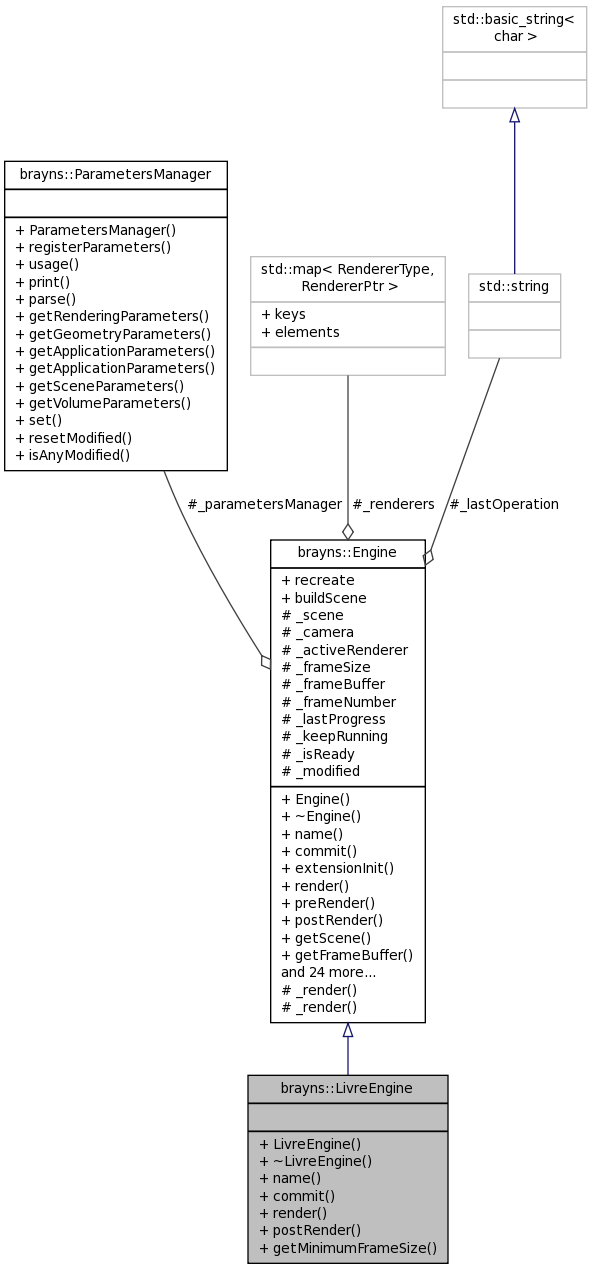 std::basic_string<
char >
brayns::ParametersManager
+ ParametersManager()
+ registerParameters()
+ usage()
+ print()
+ parse()
+ getRenderingParameters()
+ getGeometryParameters()
+ getApplicationParameters()
+ getApplicationParameters()
+ getSceneParameters()
+ getVolumeParameters()
+ set()
+ resetModified()
+ isAnyModified()
std::map< RendererType,
RendererPtr >
+ keys
+ elements
std::string
#_parametersManager
#_renderers
#_lastOperation
brayns::Engine
+ recreate
+ buildScene
# _scene
# _camera
# _activeRenderer
# _frameSize
# _frameBuffer
# _frameNumber
# _lastProgress
# _keepRunning
# _isReady
# _modified
+ Engine()
+ ~Engine()
+ name()
+ commit()
+ extensionInit()
+ render()
+ preRender()
+ postRender()
+ getScene()
+ getFrameBuffer()
and 24 more...
# _render()
# _render()
brayns::LivreEngine
+ LivreEngine()
+ ~LivreEngine()
+ name()
+ commit()
+ render()
+ postRender()
+ getMinimumFrameSize()